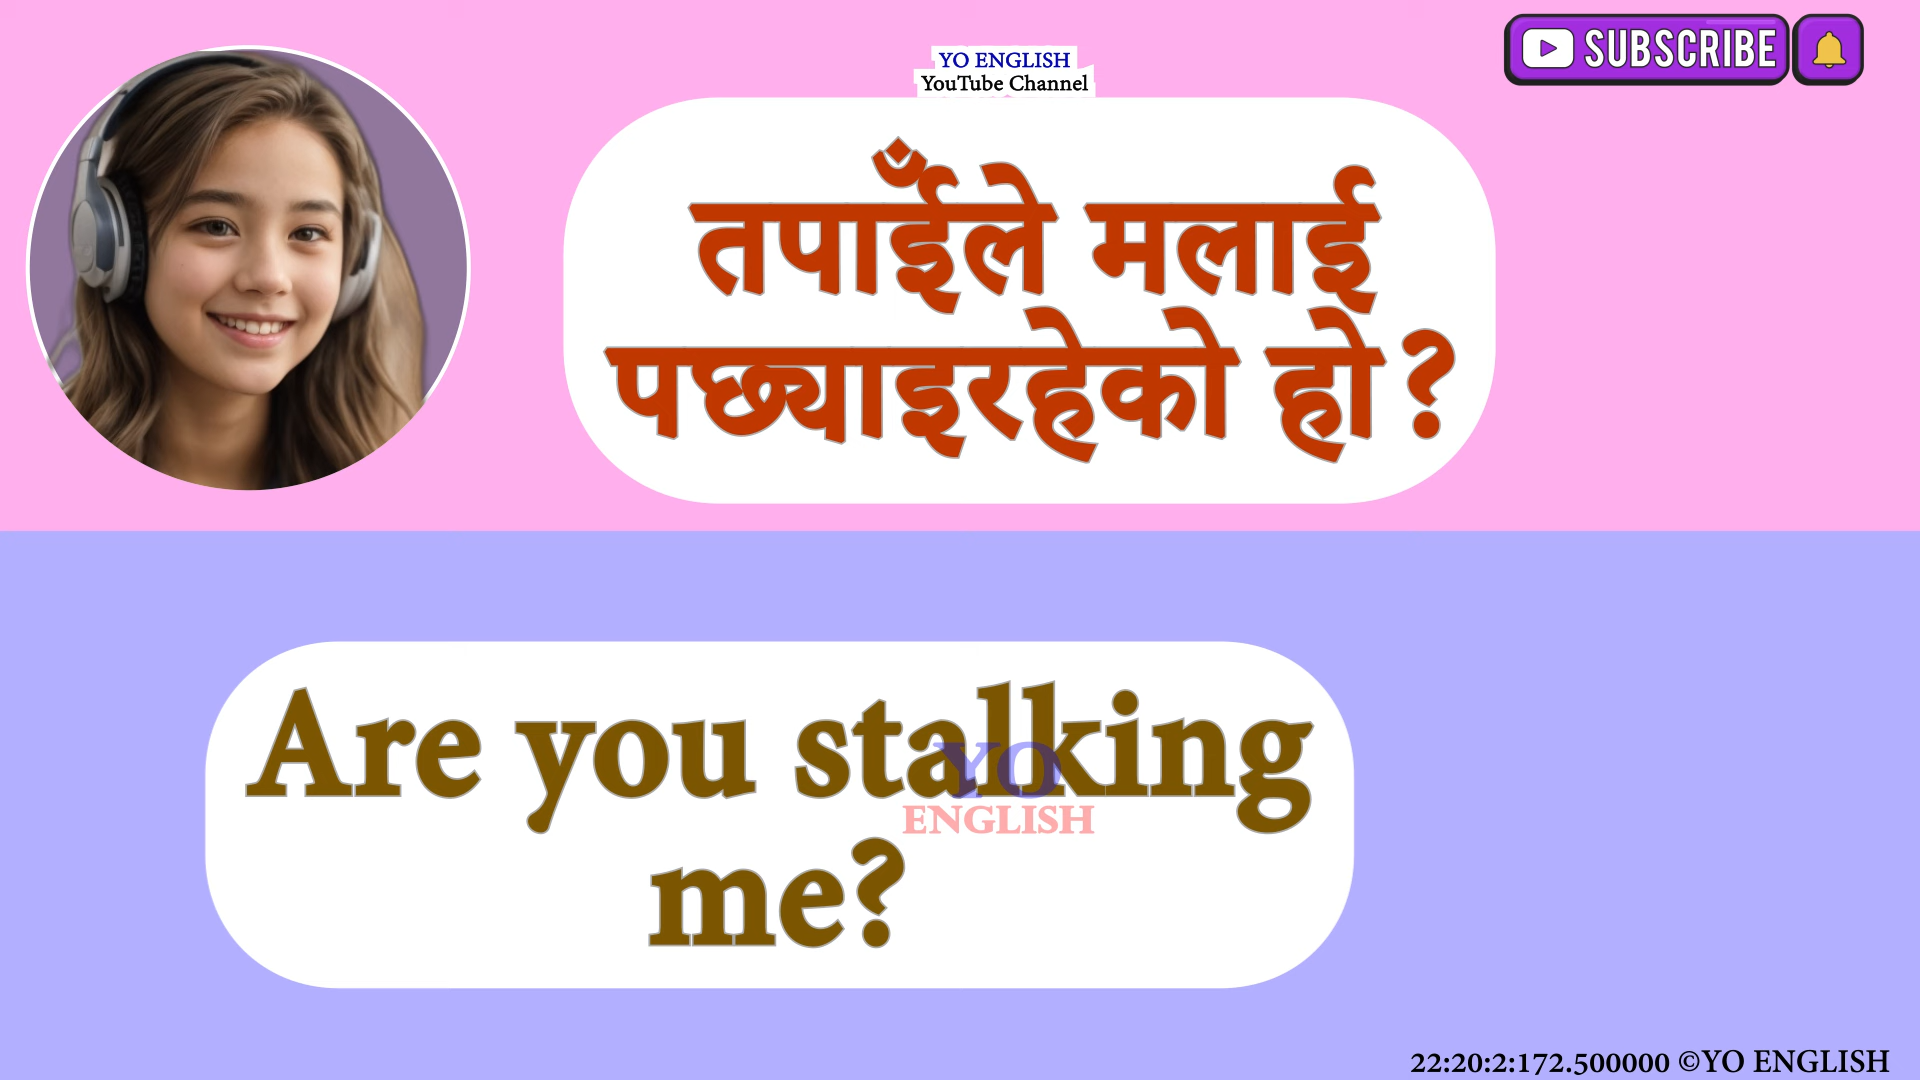 YO ENGLISH
YouTube Channel
SUBSCRIBE
तपाईँले मलाई
पछ्याइरहेको हो?
Are you stalking
me?
YO
ENGLISH
22:20:2:172.500000 ©YO ENGLISH